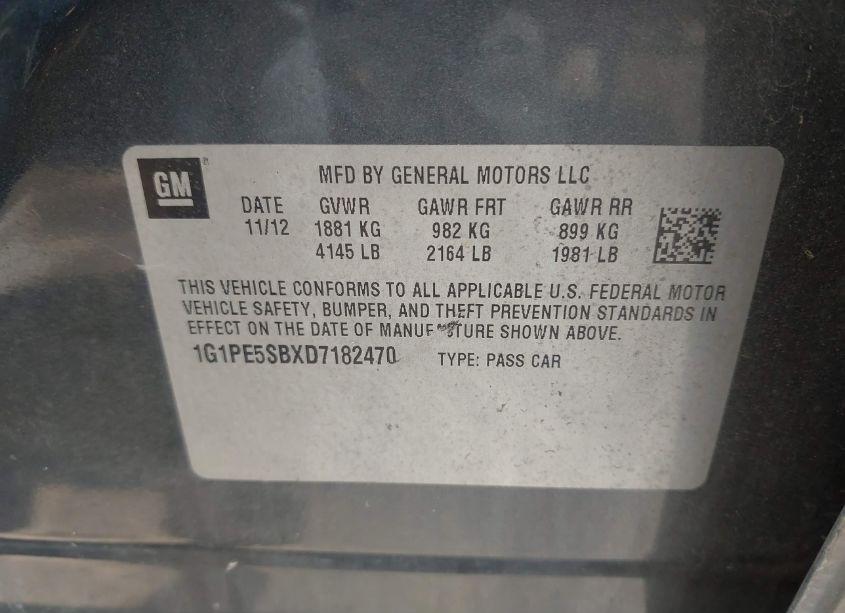 GM
MFD BY GENERAL MOTORS LLC
DATE GVWR GAWR FRT GAWR RR
11/12 1881 KG 982 KG 899 KG
4145 LB 2164 LB 1981 LB
THIS VEHICLE CONFORMS TO ALL APPLICABLE U.S. FEDERAL MOTOR
VEHICLE SAFETY, BUMPER, AND THEFT PREVENTION STANDARDS IN
EFFECT ON THE DATE OF MANUFACTURE SHOWN ABOVE.
1G1PE5SBXD7182470 TYPE: PASS CAR